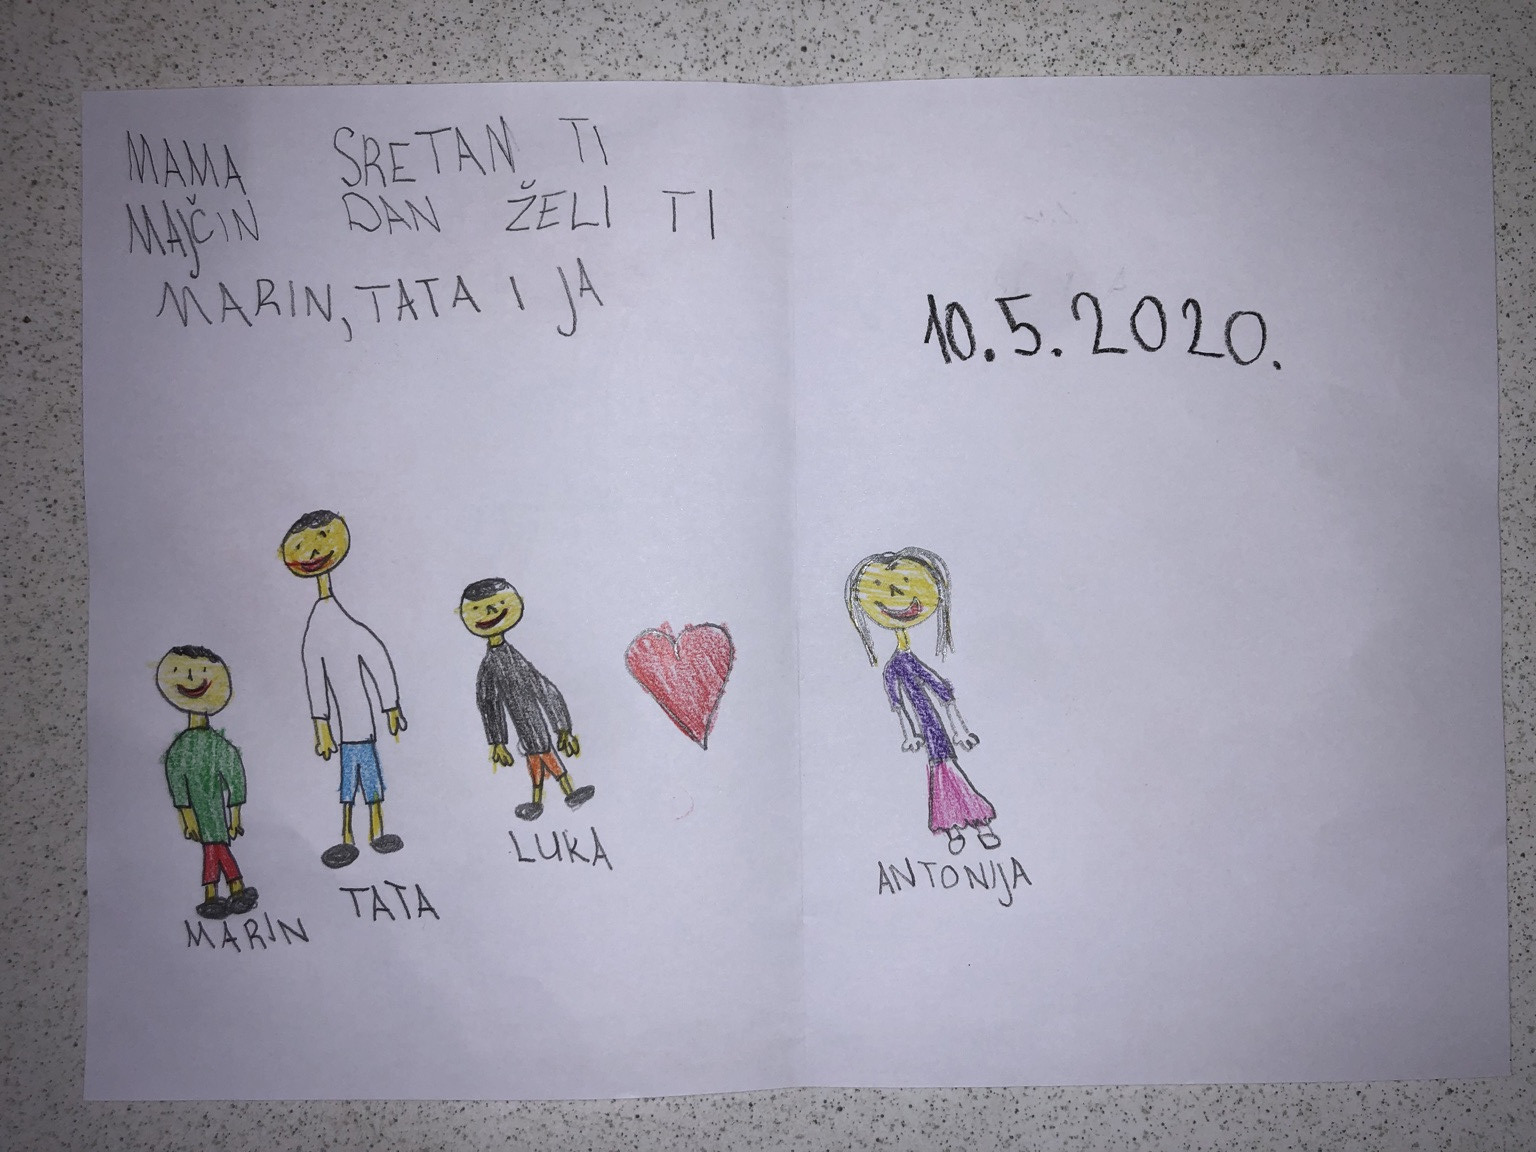 MAMA SRETAN TI
MAJČIN DAN ŽELI TI
MARIN, TATA I JA
10.5.2020.
MARIN
TATA
LUKA
ANTONIJA